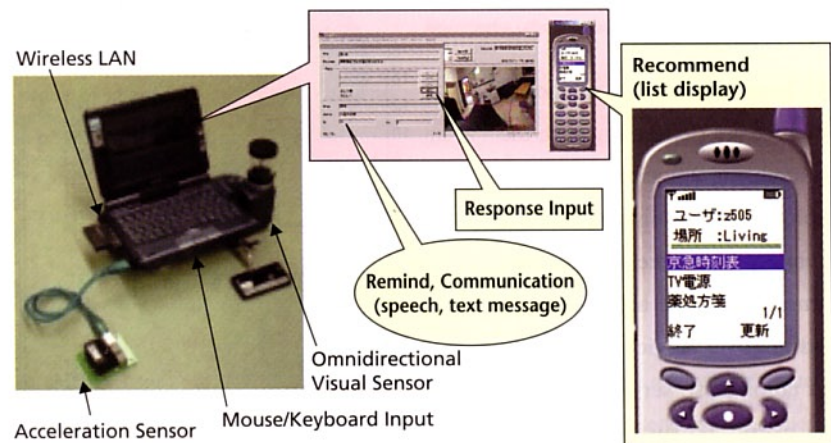 Wireless LAN
Recommend
(list display)
Response Input
Remind, Communication
(speech, text message)
Omnidirectional
Visual Sensor
Mouse/Keyboard Input
Acceleration Sensor
ユーザ:z505
場所 :Living
京急時刻表
TV電源
薬処方箋
1/1
終了 更新